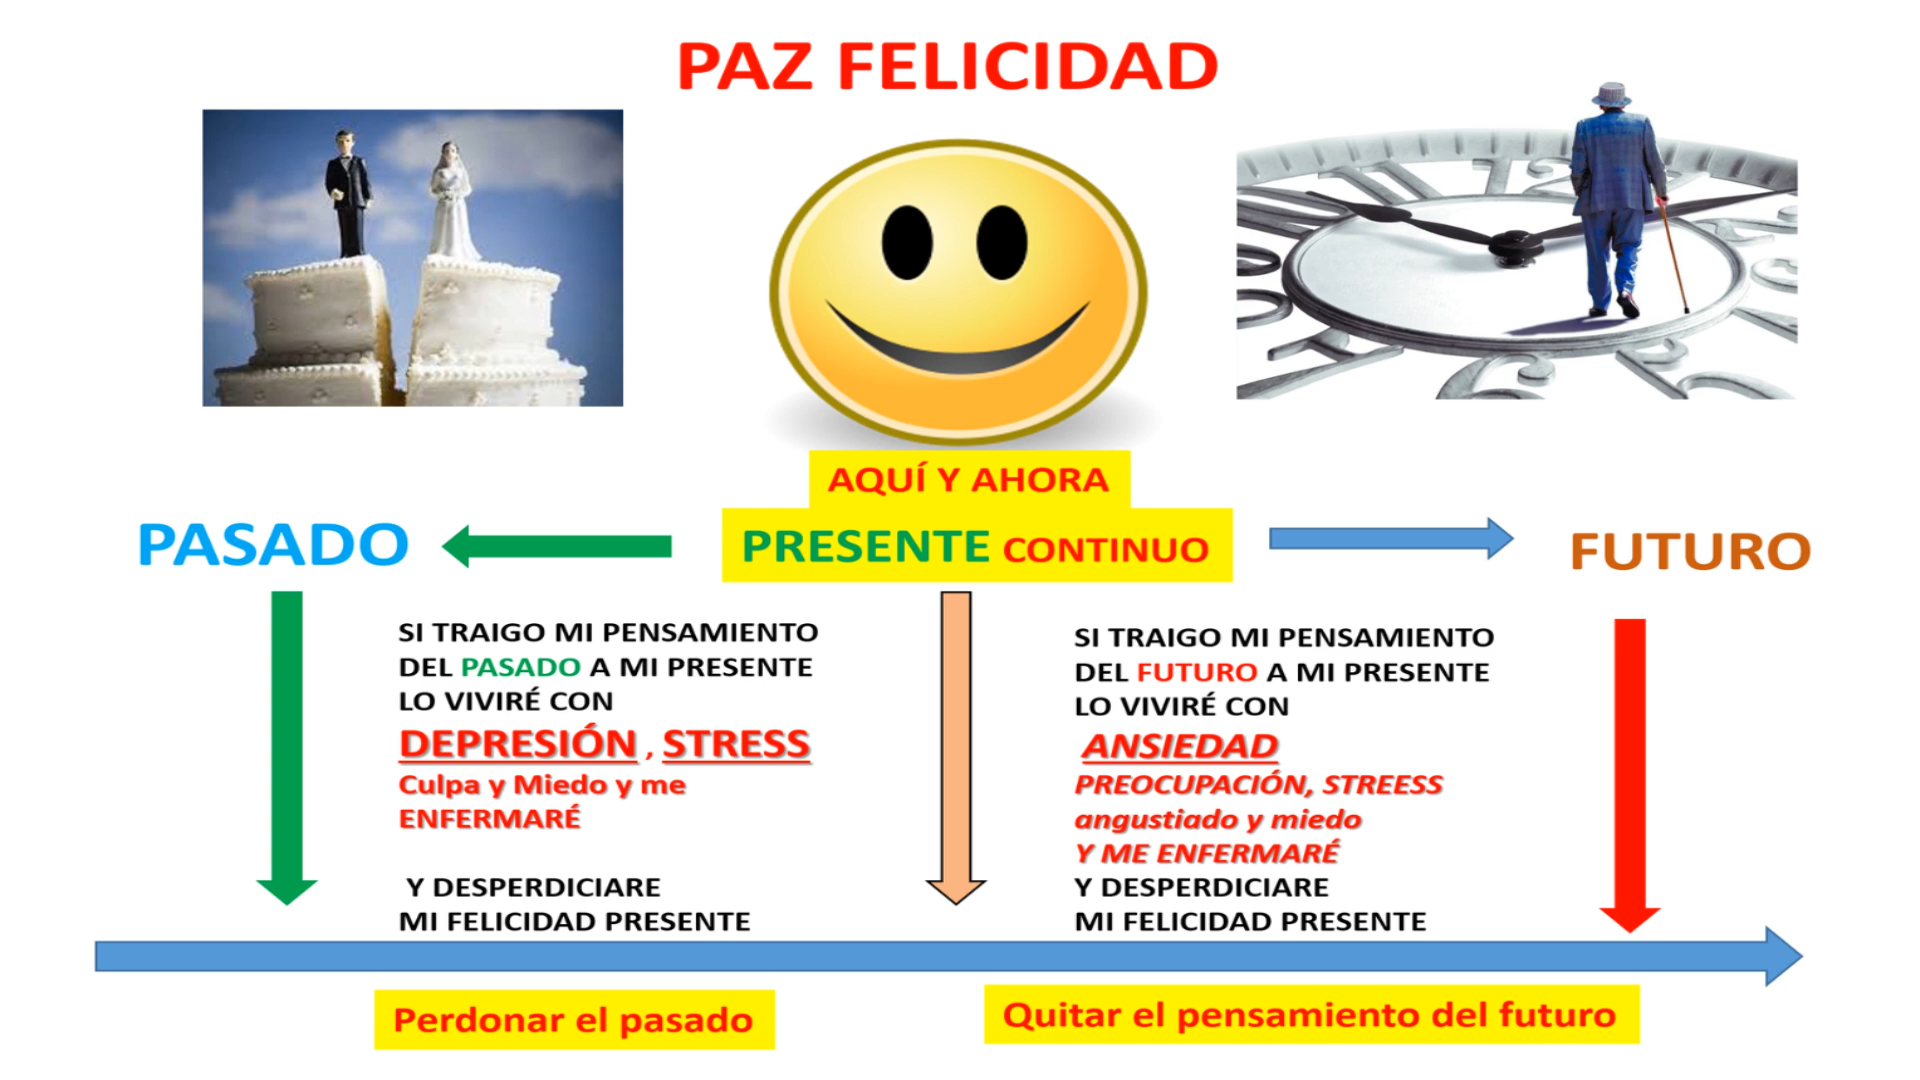 PAZ FELICIDAD
AQUÍ Y AHORA
PASADO
PRESENTE CONTINUO
FUTURO
SI TRAIGO MI PENSAMIENTO
DEL PASADO A MI PRESENTE
LO VIVIRÉ CON
DEPRESIÓN , STRESS
Culpa y Miedo y me
ENFERMARÉ
Y DESPERDICIARE
MI FELICIDAD PRESENTE
SI TRAIGO MI PENSAMIENTO
DEL FUTURO A MI PRESENTE
LO VIVIRÉ CON
ANSIEDAD
PREOCUPACIÓN, STREESS
angustiado y miedo
Y ME ENFERMARÉ
Y DESPERDICIARE
MI FELICIDAD PRESENTE
Perdonar el pasado
Quitar el pensamiento del futuro